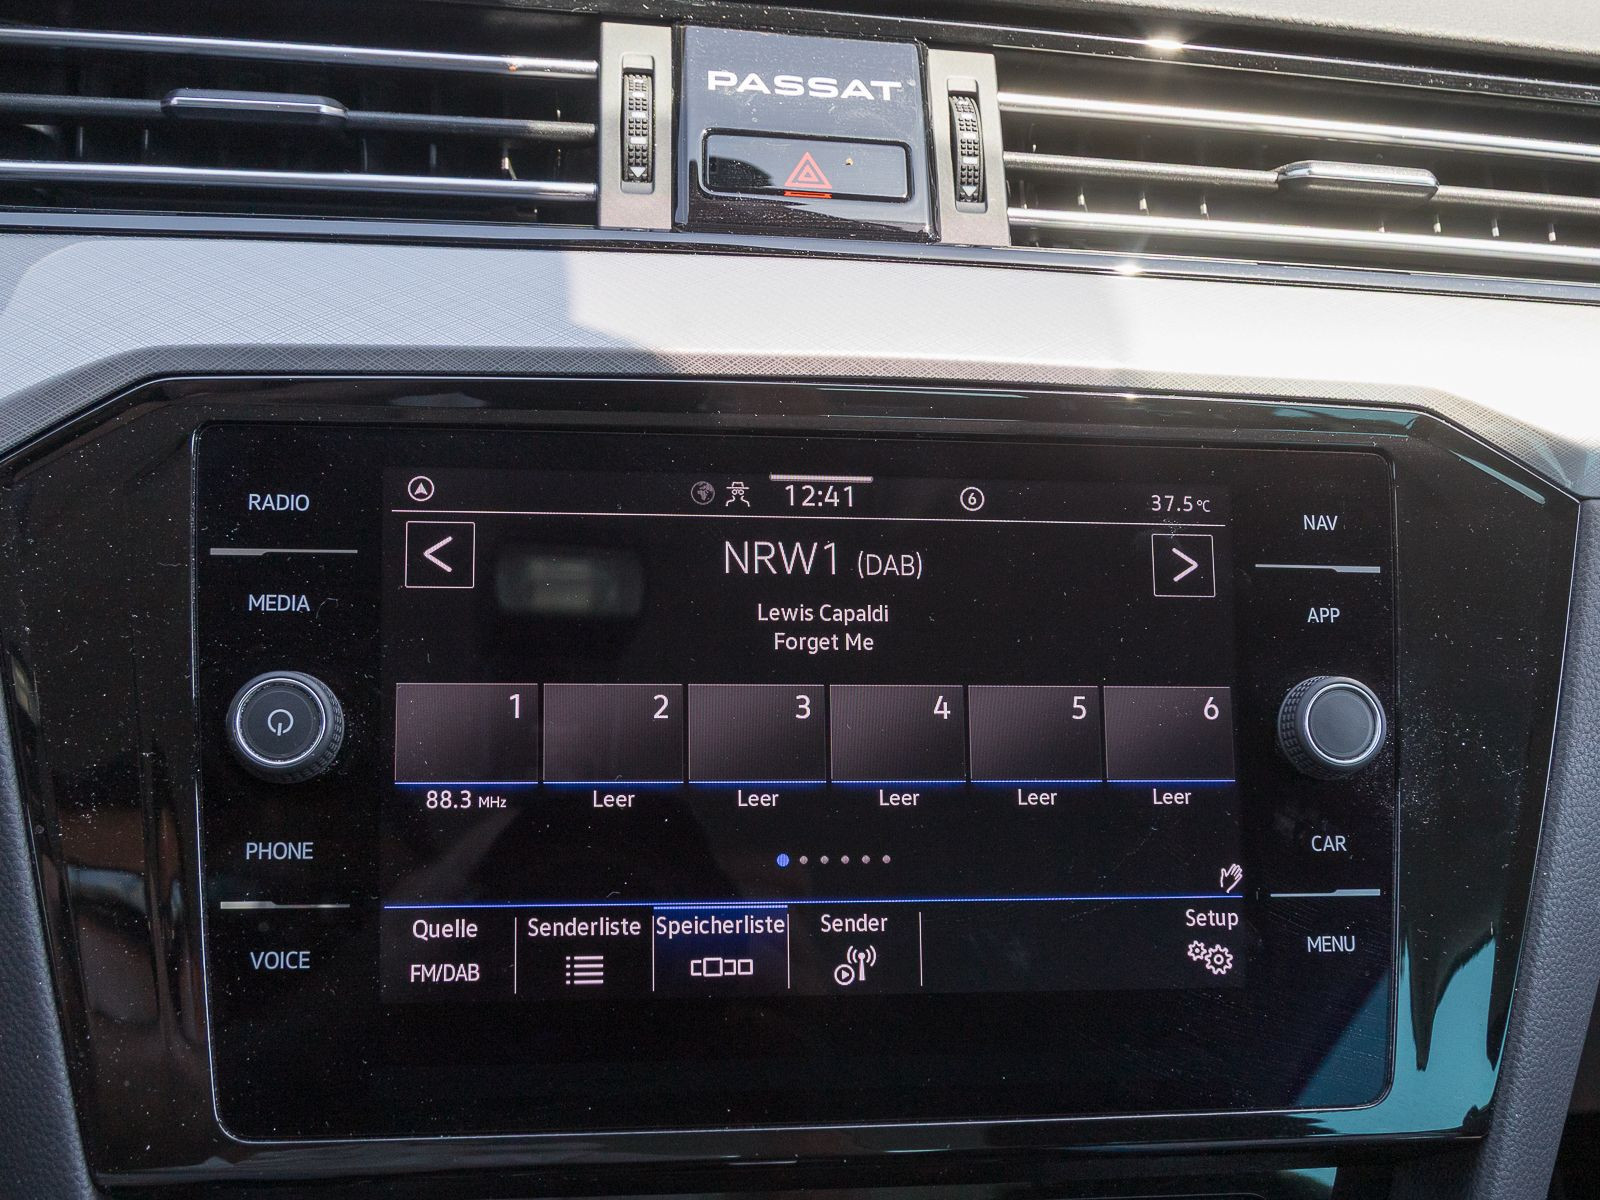 PASSAT
RADIO
MEDIA
PHONE
VOICE
12:41
6
37.5°C
NRW1 (DAB)
Lewis Capaldi
Forget Me
1 2 3 4 5 6
88.3 MHz Leer Leer Leer Leer Leer
Quelle Senderliste Speicherliste Sender Setup
FM/DAB
NAV
APP
CAR
MENU